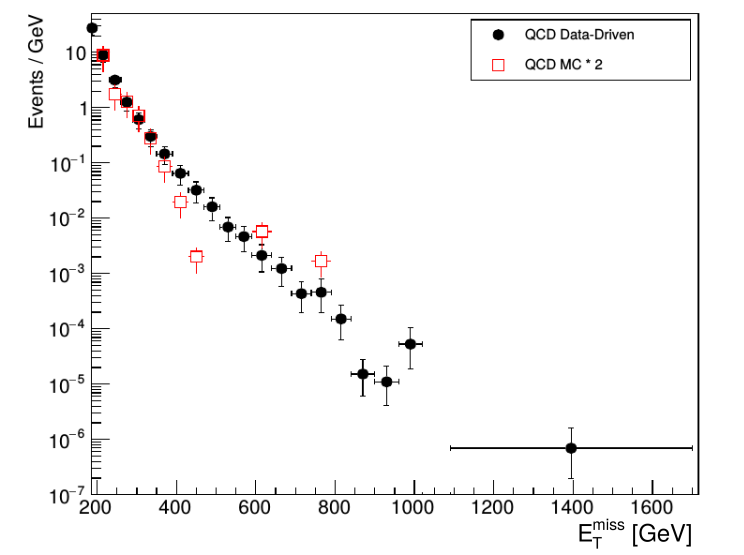 Events / GeV
QCD Data-Driven
QCD MC * 2
10
1
10⁻¹
10⁻²
10⁻³
10⁻⁴
10⁻⁵
10⁻⁶
10⁻⁷
200 400 600 800 1000 1200 1400 1600
E_T^miss [GeV]